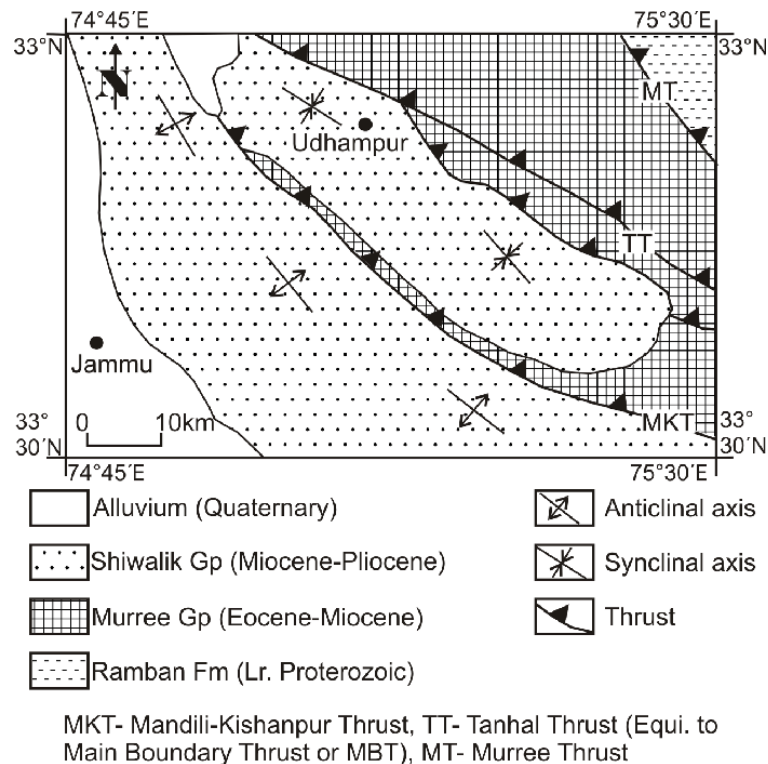 74°45′E
75°30′E
33°N
33°N
N
MT
Udhampur
TT
Jammu
33°
30′N
0 10km
MKT
33°
30′N
74°45′E
75°30′E
Alluvium (Quaternary)
Anticlinal axis
Shiwalik Gp (Miocene-Pliocene)
Synclinal axis
Murree Gp (Eocene-Miocene)
Thrust
Ramban Fm (Lr. Proterozoic)
MKT- Mandili-Kishanpur Thrust, TT- Tanhal Thrust (Equi. to
Main Boundary Thrust or MBT), MT- Murree Thrust